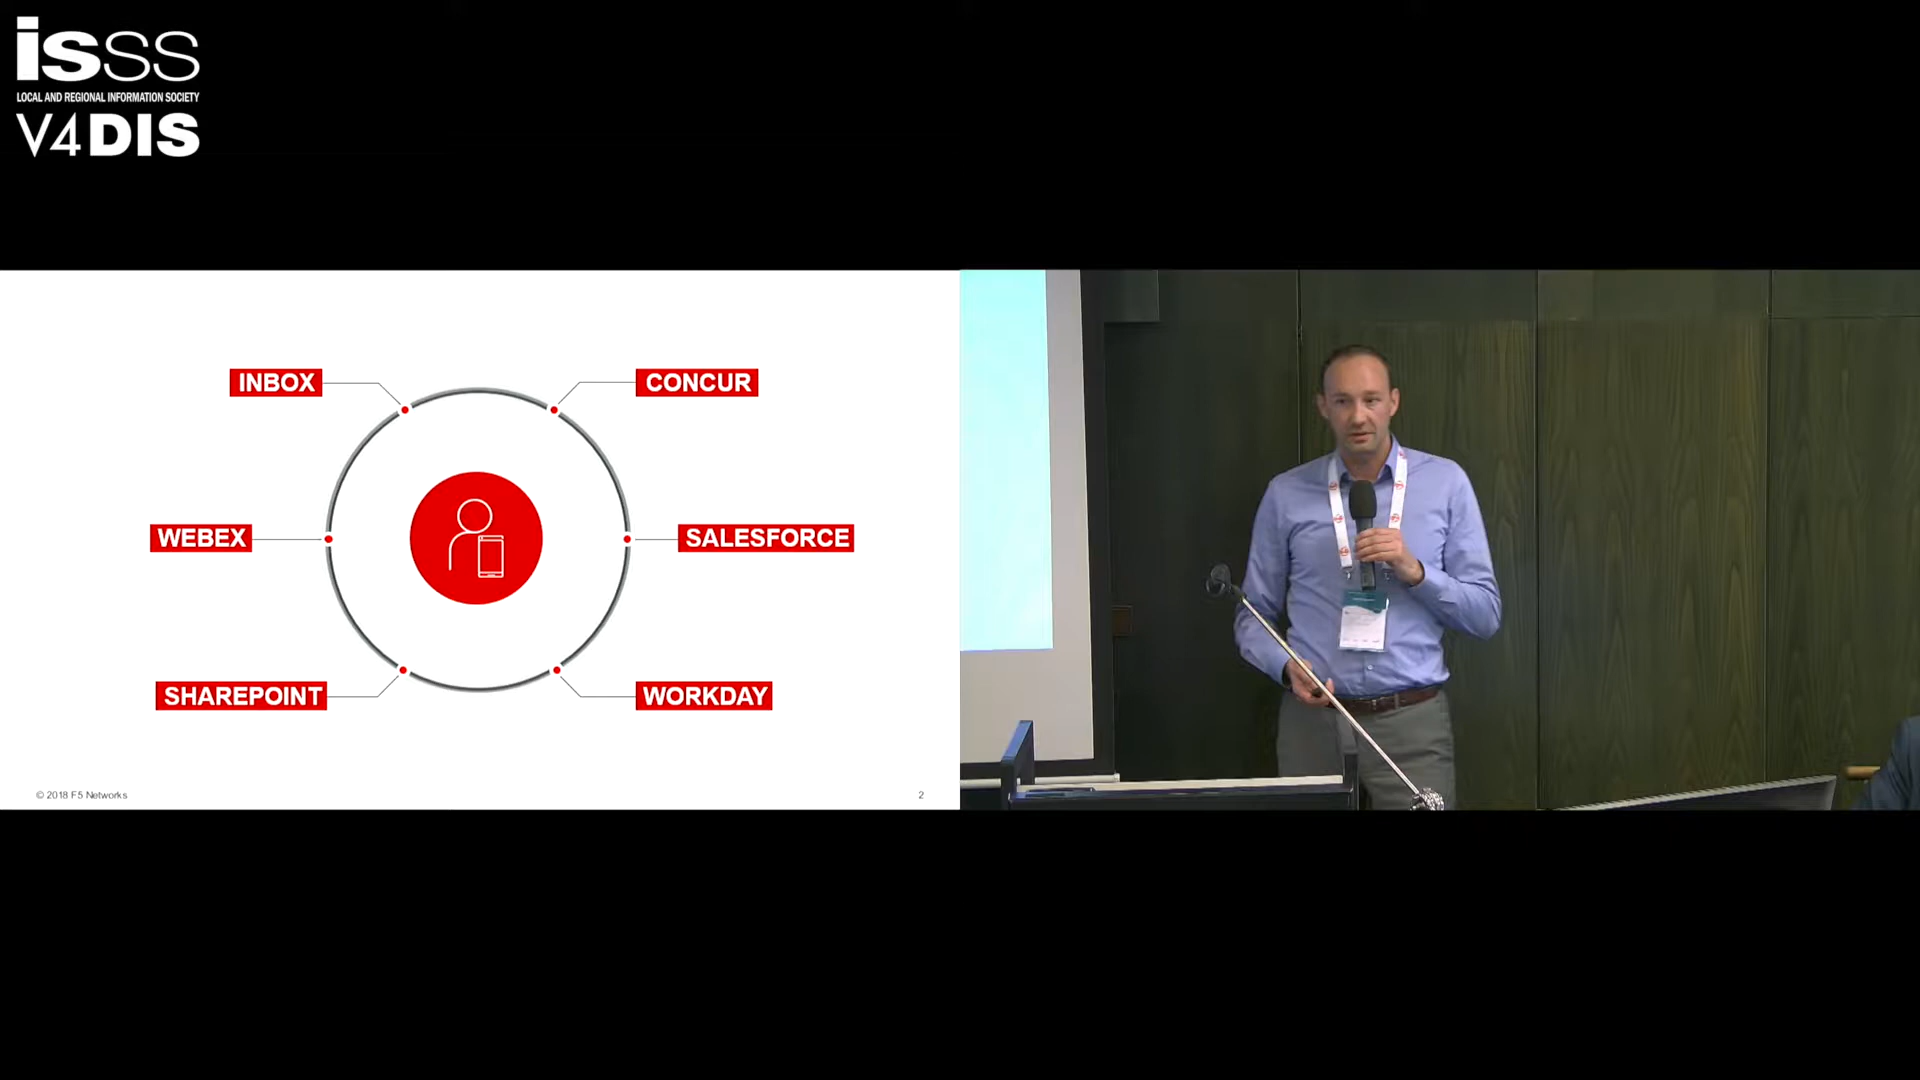 isss
LOCAL AND REGIONAL INFORMATION SOCIETY
V4DIS
INBOX
CONCUR
WEBEX
SALESFORCE
SHAREPOINT
WORKDAY
© 2018 F5 Networks
2